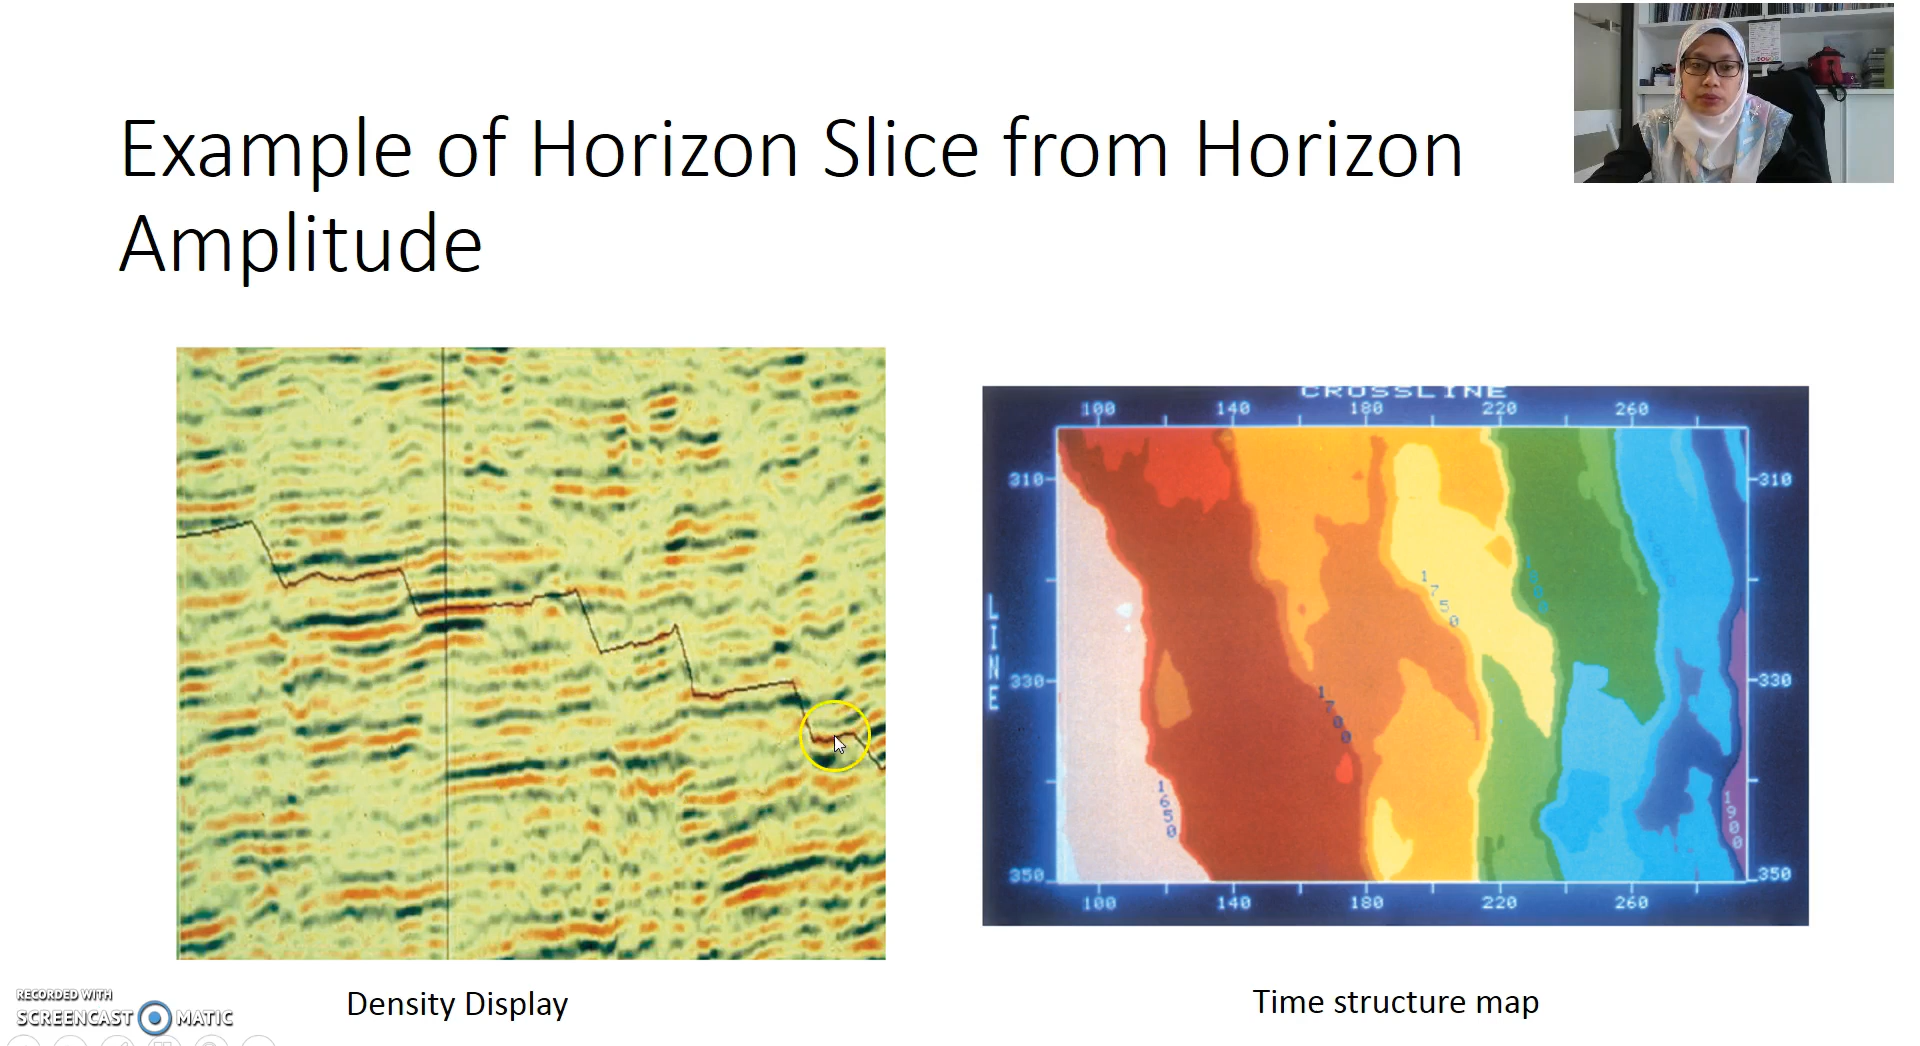 Example of Horizon Slice from Horizon
Amplitude
CROSSLINE
100 140 180 220 260
310 310
1750
LINE
330 330
1700
1650
1900
350 350
100 140 180 220 260
Density Display
Time structure map
RECORDED WITH
SCREENCAST MATIC